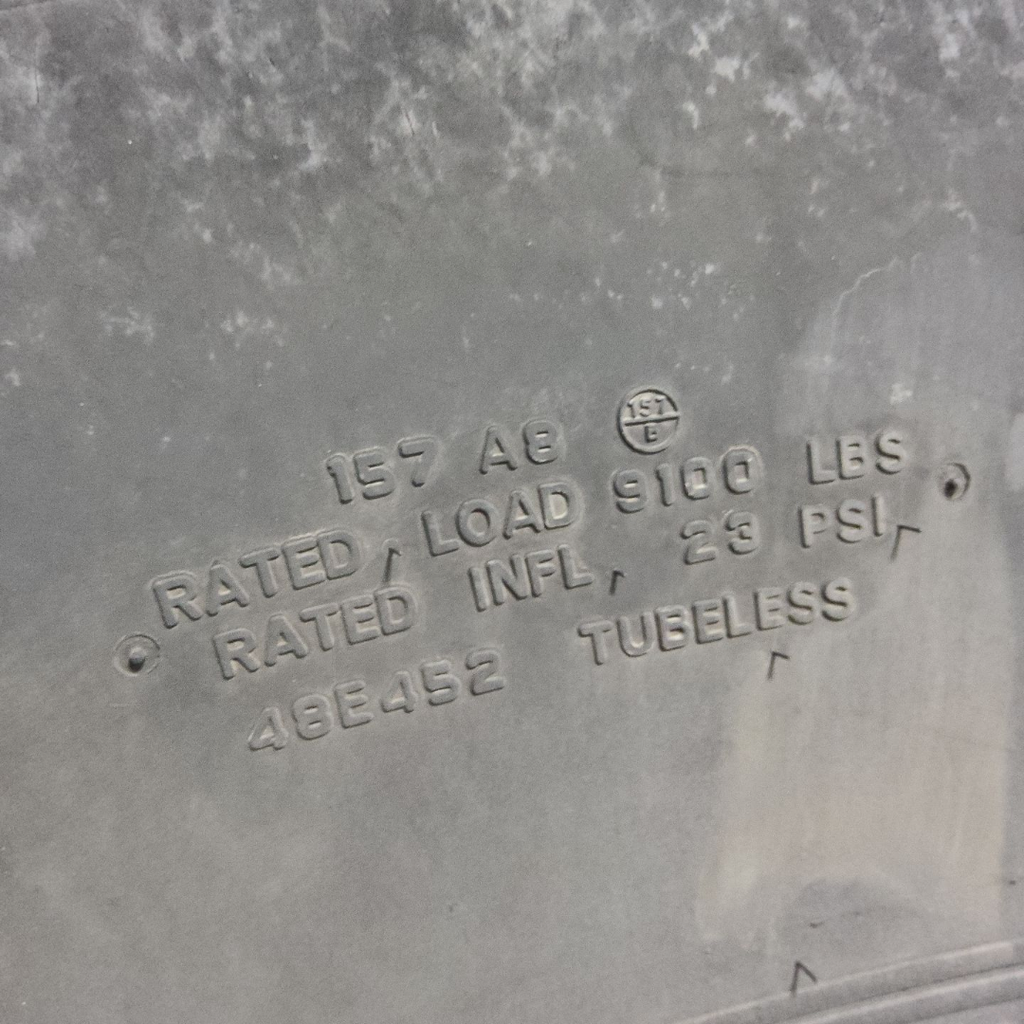 157 A8 157 B
RATED LOAD 9100 LBS
RATED INFL, 23 PSI
48E452 TUBELESS